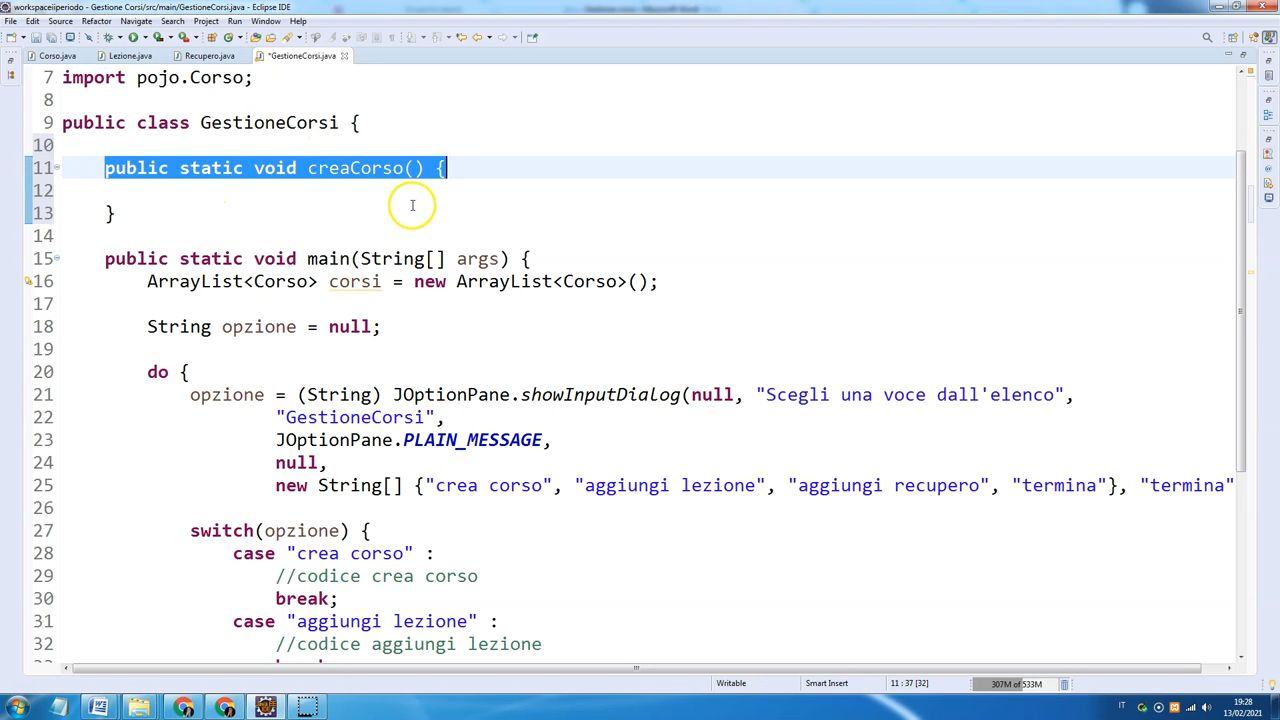 workspaceiiperiodo - Gestione Corsi/src/main/GestioneCorsi.java - Eclipse IDE
File Edit Source Refactor Navigate Search Project Run Window Help
Corso.java Lezione.java Recupero.java *GestioneCorsi.java
7 import pojo.Corso;
8
9 public class GestioneCorsi {
10
11 public static void creaCorso() {
12
13 }
14
15 public static void main(String[] args) {
16 ArrayList<Corso> corsi = new ArrayList<Corso>();
17
18 String opzione = null;
19
20 do {
21 opzione = (String) JOptionPane.showInputDialog(null, "Scegli una voce dall'elenco",
22 "GestioneCorsi",
23 JOptionPane.PLAIN_MESSAGE,
24 null,
25 new String[] {"crea corso", "aggiungi lezione", "aggiungi recupero", "termina"}, "termina"
26
27 switch(opzione) {
28 case "crea corso" :
29 //codice crea corso
30 break;
31 case "aggiungi lezione" :
32 //codice aggiungi lezione
Writable Smart Insert 11 : 37 [32] 307M of 533M
IT 19:28
13/02/2021